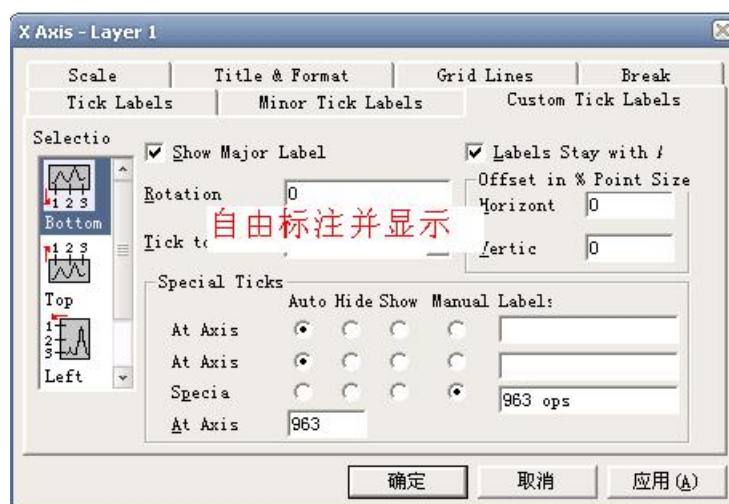 X Axis - Layer 1
Scale
Title & Format
Grid Lines
Break
Tick Labels
Minor Tick Labels
Custom Tick Labels
Selectio
Show Major Label
Labels Stay with
Offset in % Point Size
Rotation
0
Horizont
0
自由标注并显示
Tick to
Vertic
0
1 2 3
Bottom
1 2 3
Top
1
2
3
Left
Special Ticks
Auto Hide Show Manual Labels
At Axis
At Axis
Specia
963 ops
At Axis
963
确定
取消
应用(A)